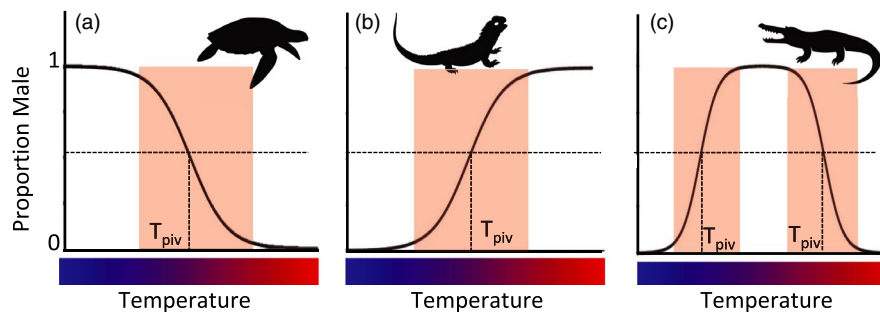 (a)
(b)
(c)
Proportion Male
1
0
T_piv
T_piv
T_piv
T_piv
Temperature
Temperature
Temperature